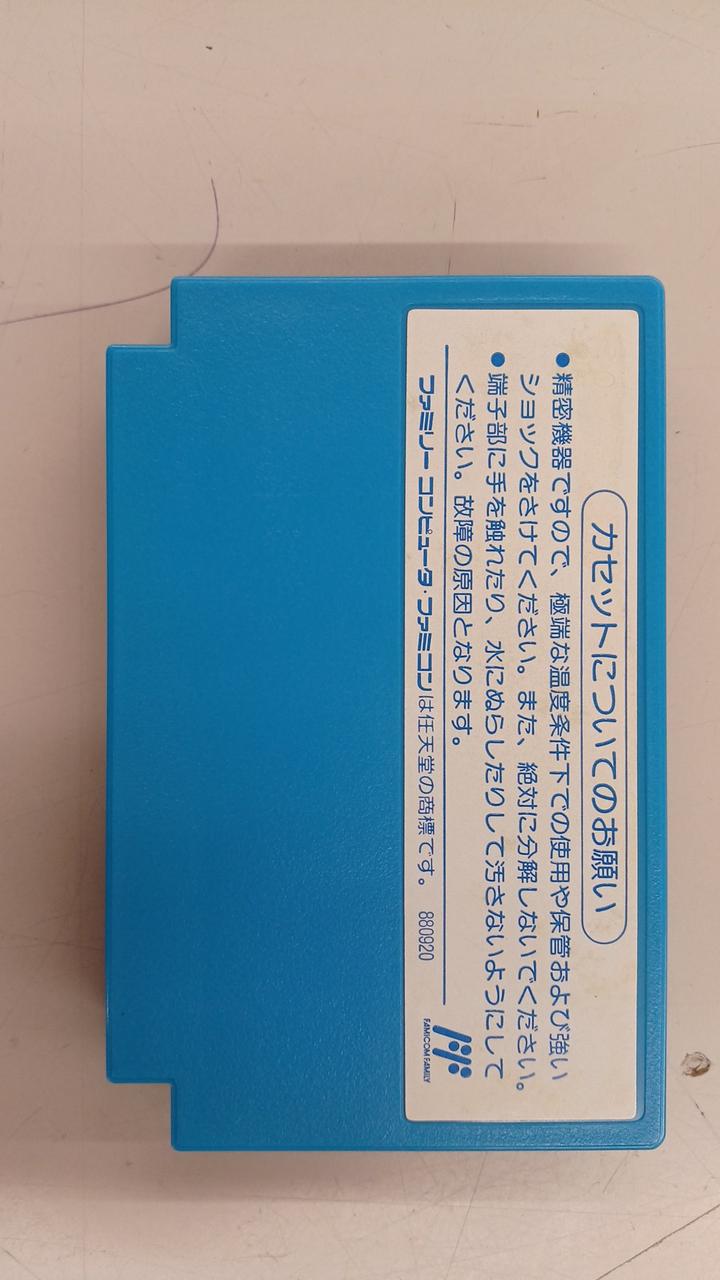 カセットについてのお願い
●精密機器ですので、極端な温度条件下での使用や保管および強い
ショックをさけてください。また、絶対に分解しないでください。
●端子部に手を触れたり、水にぬらしたりして汚さないようにして
ください。故障の原因となります。
ファミリー コンピュータ・ファミコンは任天堂の商標です。 880920
FAMICOM FAMILY